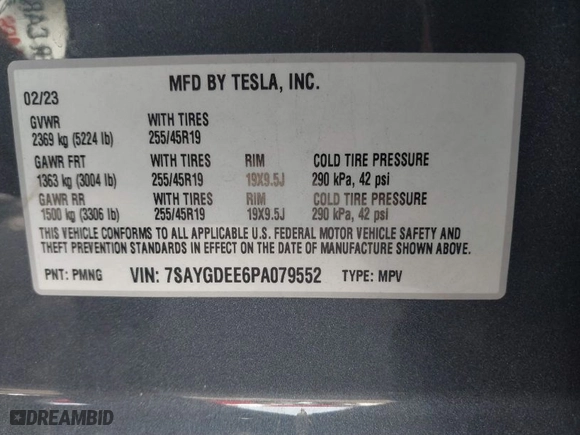 MFD BY TESLA, INC.
02/23
GVWR WITH TIRES
2369 kg (5224 lb) 255/45R19
GAWR FRT WITH TIRES RIM COLD TIRE PRESSURE
1363 kg (3004 lb) 255/45R19 19X9.5J 290 kPa, 42 psi
GAWR RR WITH TIRES RIM COLD TIRE PRESSURE
1500 kg (3306 lb) 255/45R19 19X9.5J 290 kPa, 42 psi
THIS VEHICLE CONFORMS TO ALL APPLICABLE U.S. FEDERAL MOTOR VEHICLE SAFETY AND
THEFT PREVENTION STANDARDS IN EFFECT ON THE DATE OF MANUFACTURE SHOWN ABOVE.
PNT: PMNG VIN: 7SAYGDEE6PA079552 TYPE: MPV
DREAMBID